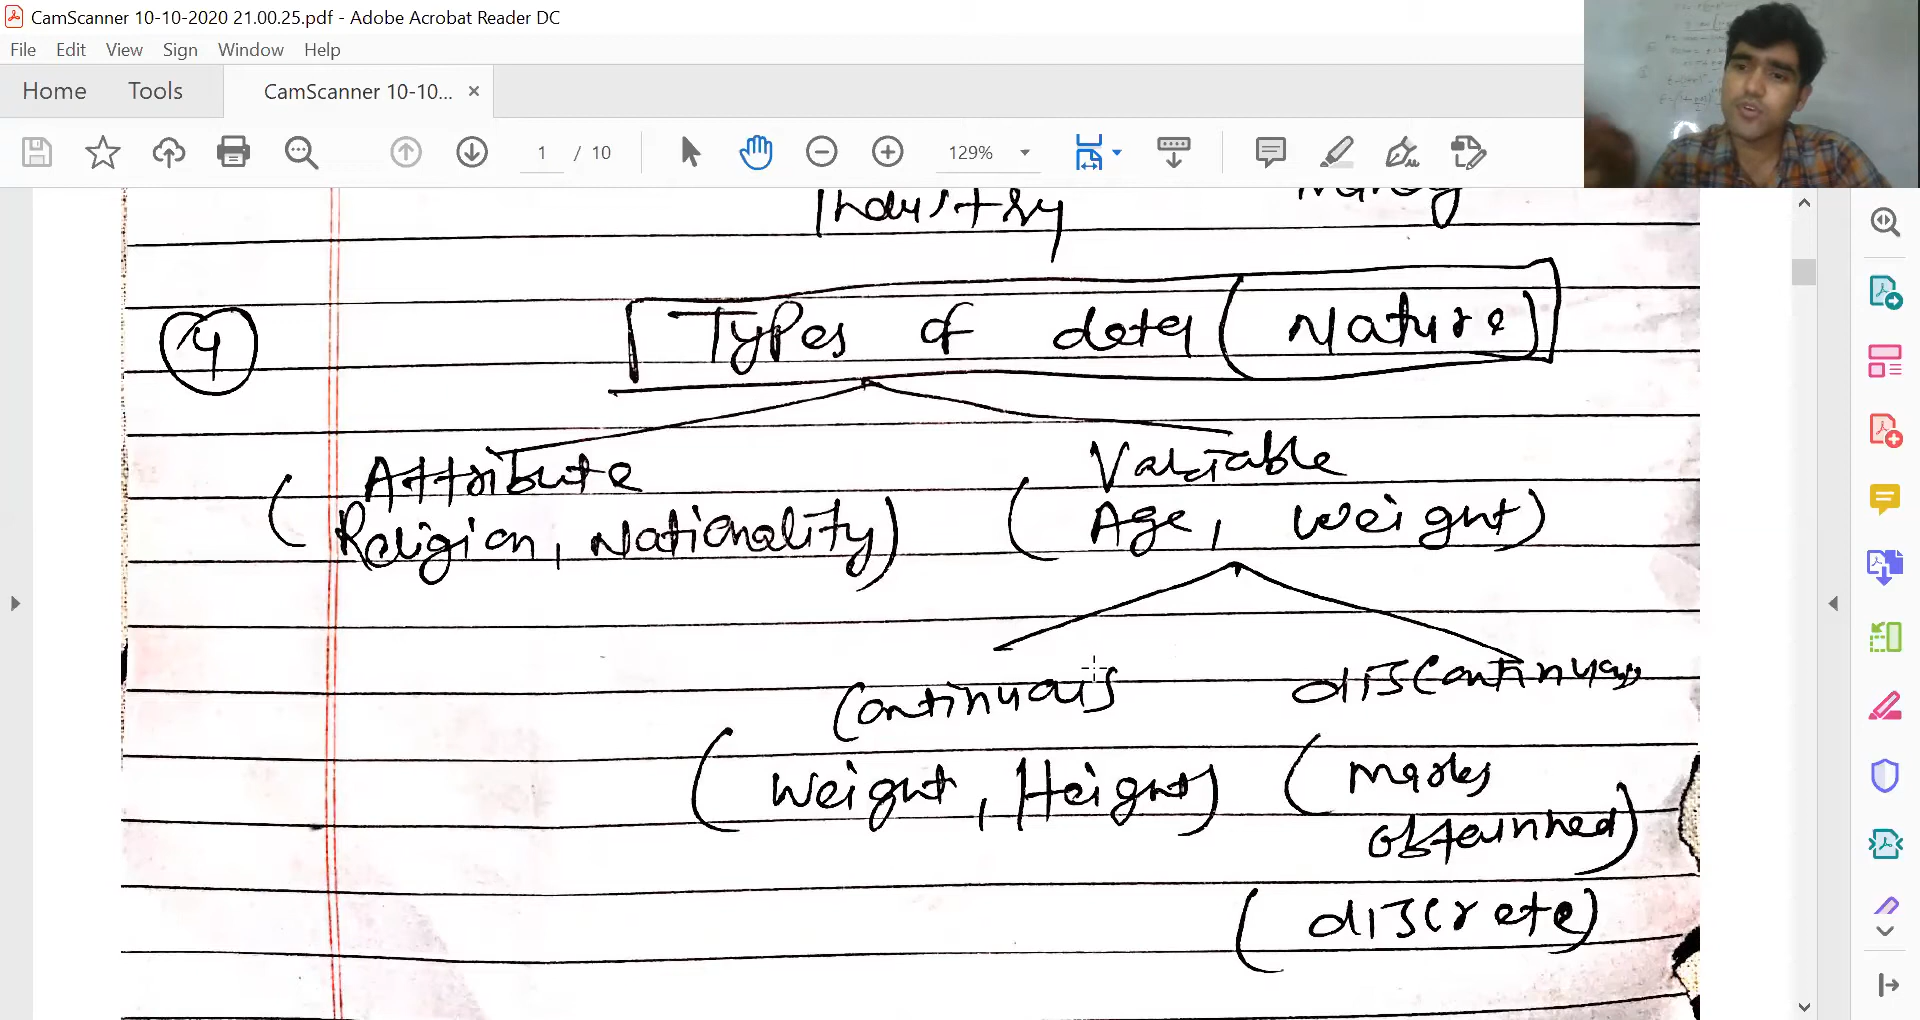 CamScanner 10-10-2020 21.00.25.pdf - Adobe Acrobat Reader DC
File Edit View Sign Window Help
Home Tools CamScanner 10-10... ×
1 / 10 129%
Industry
4 Types of data (Nature)
Attribute Variable
(Religion, Nationality) (Age, Weight)
Continuous discontinuous
(Weight, Height) (Marks
obtainned)
(discrete)